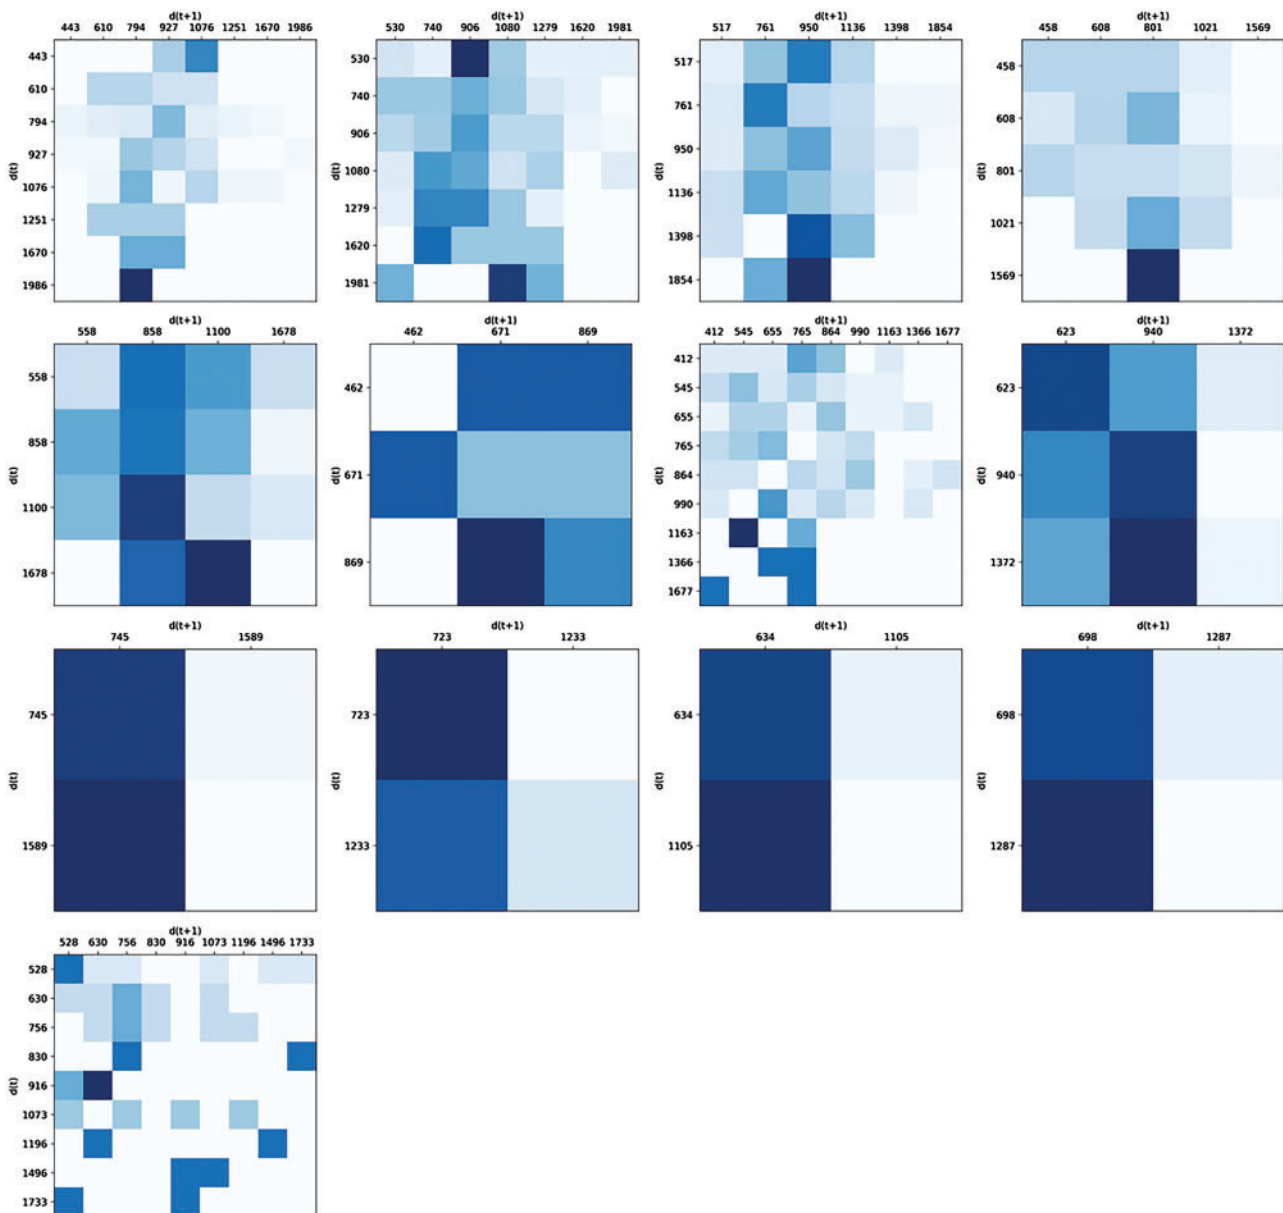 d(t+1)
443 610 794 927 1076 1251 1670 1986
d(t)
443
610
794
927
1076
1251
1670
1986
d(t+1)
530 740 906 1080 1279 1620 1981
d(t)
530
740
906
1080
1279
1620
1981
d(t+1)
517 761 950 1136 1398 1854
d(t)
517
761
950
1136
1398
1854
d(t+1)
458 608 801 1021 1569
d(t)
458
608
801
1021
1569
d(t+1)
558 858 1100 1678
d(t)
558
858
1100
1678
d(t+1)
462 671 869
d(t)
462
671
869
d(t+1)
412 545 655 765 864 990 1163 1366 1677
d(t)
412
545
655
765
864
990
1163
1366
1677
d(t+1)
623 940 1372
d(t)
623
940
1372
d(t+1)
745 1589
d(t)
745
1589
d(t+1)
723 1233
d(t)
723
1233
d(t+1)
634 1105
d(t)
634
1105
d(t+1)
698 1287
d(t)
698
1287
d(t+1)
528 630 756 830 916 1073 1196 1496 1733
d(t)
528
630
756
830
916
1073
1196
1496
1733